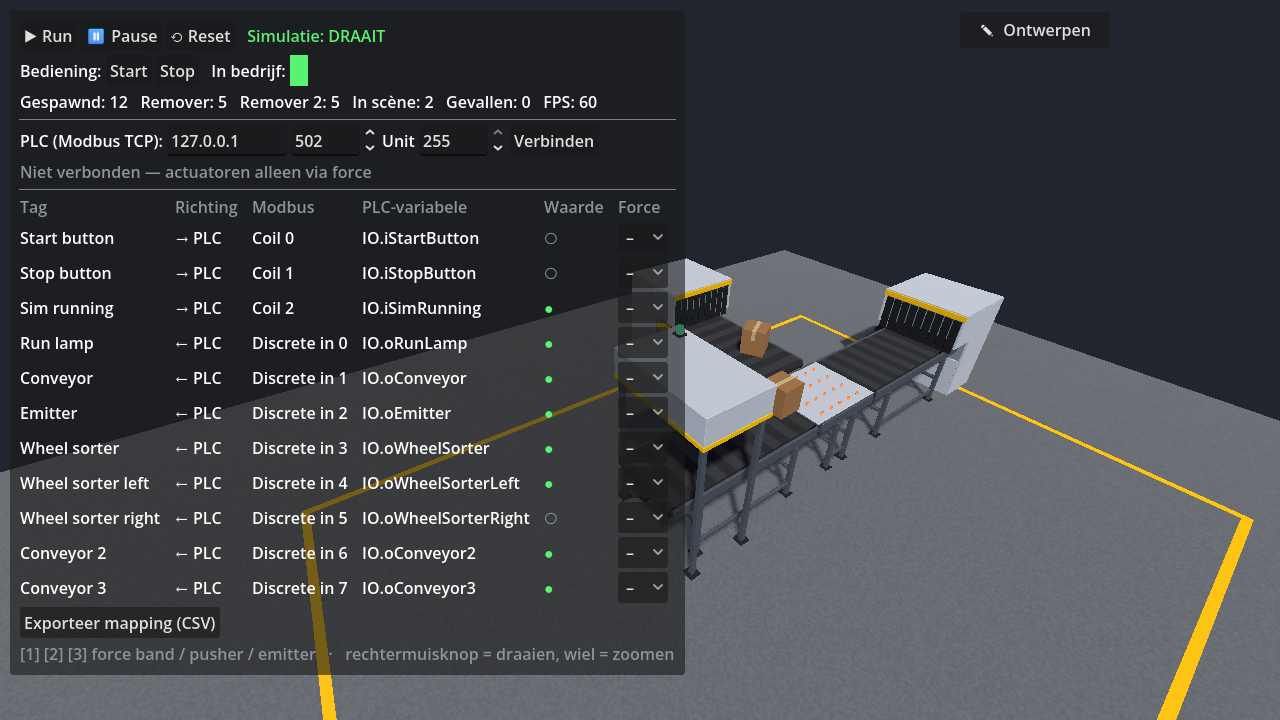 Run Pause Reset Simulatie: DRAAIT
Ontwerpen
Bediening: Start Stop In bedrijf:
Gespawnd: 12 Remover: 5 Remover 2: 5 In scène: 2 Gevallen: 0 FPS: 60
PLC (Modbus TCP): 127.0.0.1 502 Unit 255 Verbinden
Niet verbonden — actuatoren alleen via force
Tag Richting Modbus PLC-variabele Waarde Force
Start button → PLC Coil 0 IO.iStartButton –
Stop button → PLC Coil 1 IO.iStopButton –
Sim running → PLC Coil 2 IO.iSimRunning –
Run lamp ← PLC Discrete in 0 IO.oRunLamp –
Conveyor ← PLC Discrete in 1 IO.oConveyor –
Emitter ← PLC Discrete in 2 IO.oEmitter –
Wheel sorter ← PLC Discrete in 3 IO.oWheelSorter –
Wheel sorter left ← PLC Discrete in 4 IO.oWheelSorterLeft –
Wheel sorter right ← PLC Discrete in 5 IO.oWheelSorterRight –
Conveyor 2 ← PLC Discrete in 6 IO.oConveyor2 –
Conveyor 3 ← PLC Discrete in 7 IO.oConveyor3 –
Exporteer mapping (CSV)
[1] [2] [3] force band / pusher / emitter · rechtermuisknop = draaien, wiel = zoomen